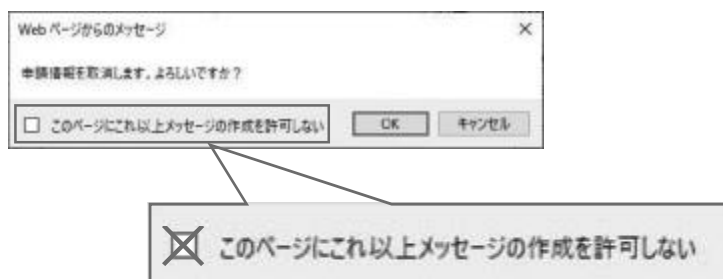 Web ページからのメッセージ
申請情報を取消します。よろしいですか？
このページにこれ以上メッセージの作成を許可しない
OK
キャンセル
このページにこれ以上メッセージの作成を許可しない